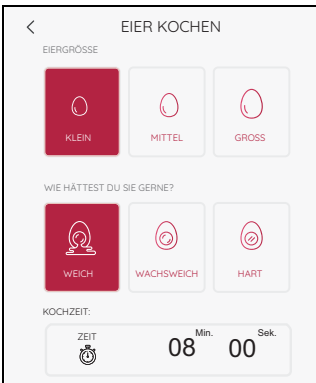 EIER KOCHEN
EIERGRÖSSE
KLEIN MITTEL GROSS
WIE HÄTTEST DU SIE GERNE?
WEICH WACHSWEICH HART
KOCHZEIT:
ZEIT 08 Min. 00 Sek.